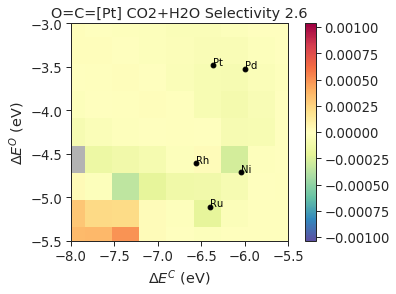 O=C=[Pt] CO2+H2O Selectivity 2.6
−3.0
−3.5
−4.0
−4.5
−5.0
−5.5
ΔE^O (eV)
Pt
Pd
Rh
Ni
Ru
−8.0 −7.5 −7.0 −6.5 −6.0 −5.5
ΔE^C (eV)
0.00100
0.00075
0.00050
0.00025
0.00000
−0.00025
−0.00050
−0.00075
−0.00100